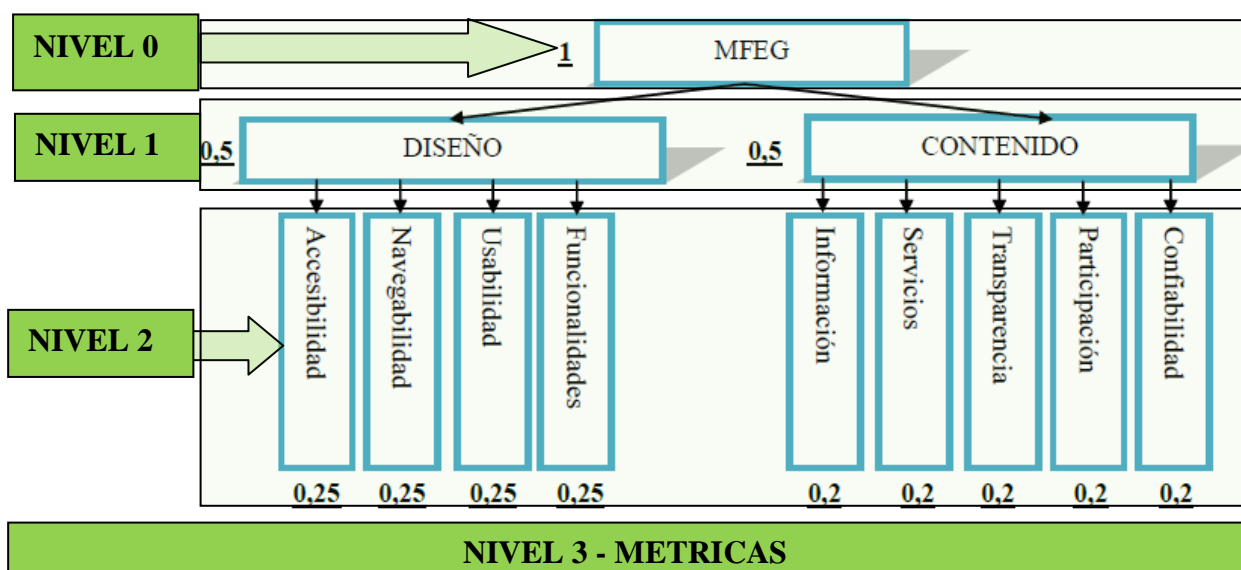 NIVEL 0
1
MFEG
NIVEL 1
0,5
DISEÑO
0,5
CONTENIDO
NIVEL 2
Accesibilidad
Navegabilidad
Usabilidad
Funcionalidades
Información
Servicios
Transparencia
Participación
Confiabilidad
0,25 0,25 0,25 0,25 0,2 0,2 0,2 0,2 0,2
NIVEL 3 - METRICAS